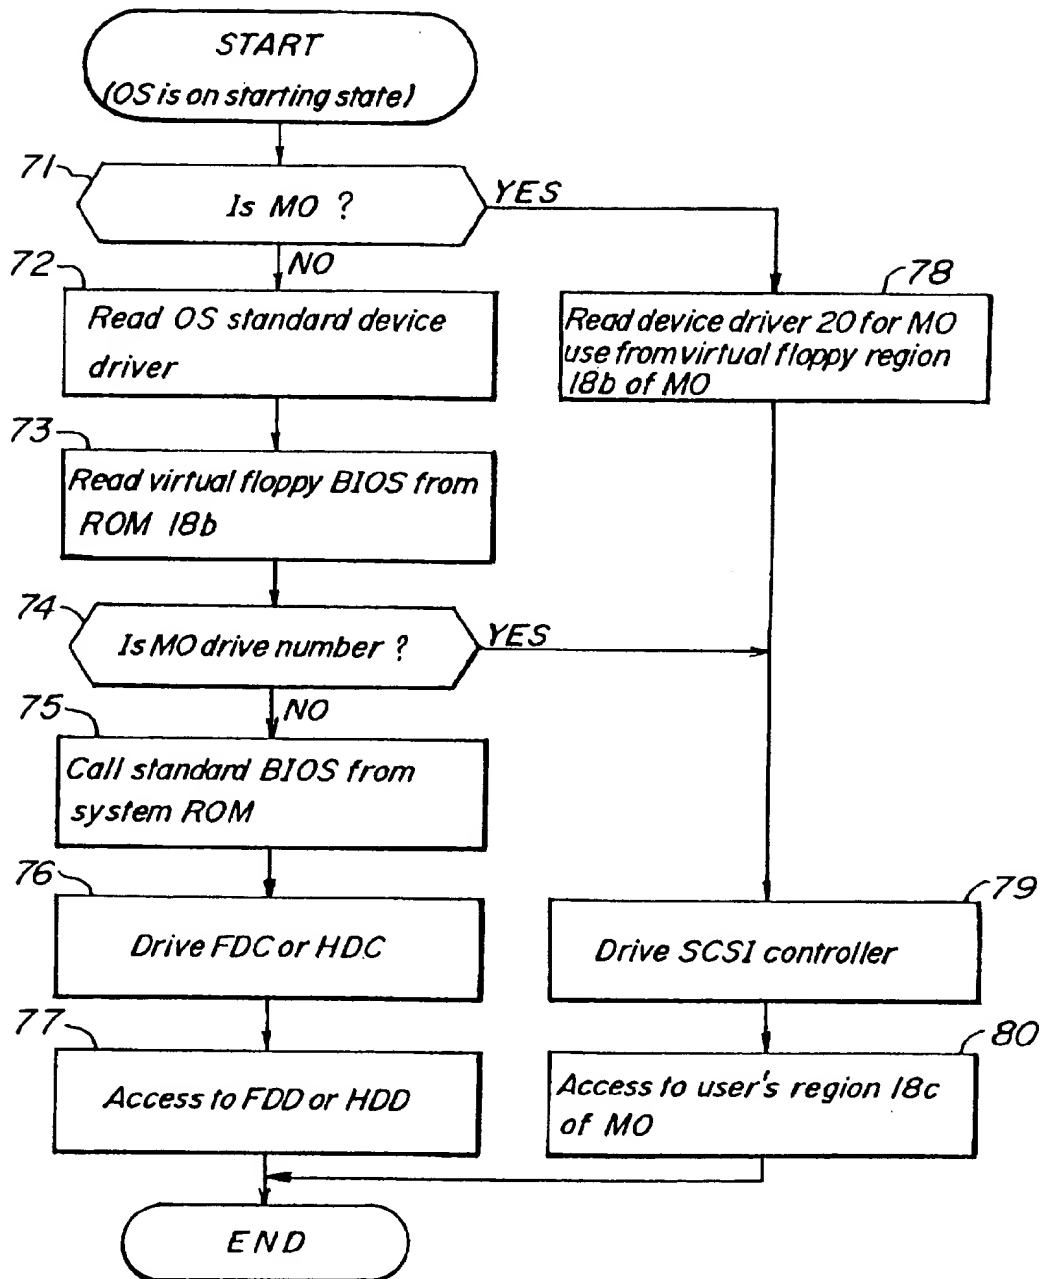 START
(OS is on starting state)
71
Is MO ?
YES
NO
72
Read OS standard device
driver
78
Read device driver 20 for MO
use from virtual floppy region
18b of MO
73
Read virtual floppy BIOS from
ROM 18b
74
Is MO drive number ?
YES
NO
75
Call standard BIOS from
system ROM
76
Drive FDC or HDC
79
Drive SCSI controller
77
Access to FDD or HDD
80
Access to user's region 18c
of MO
END